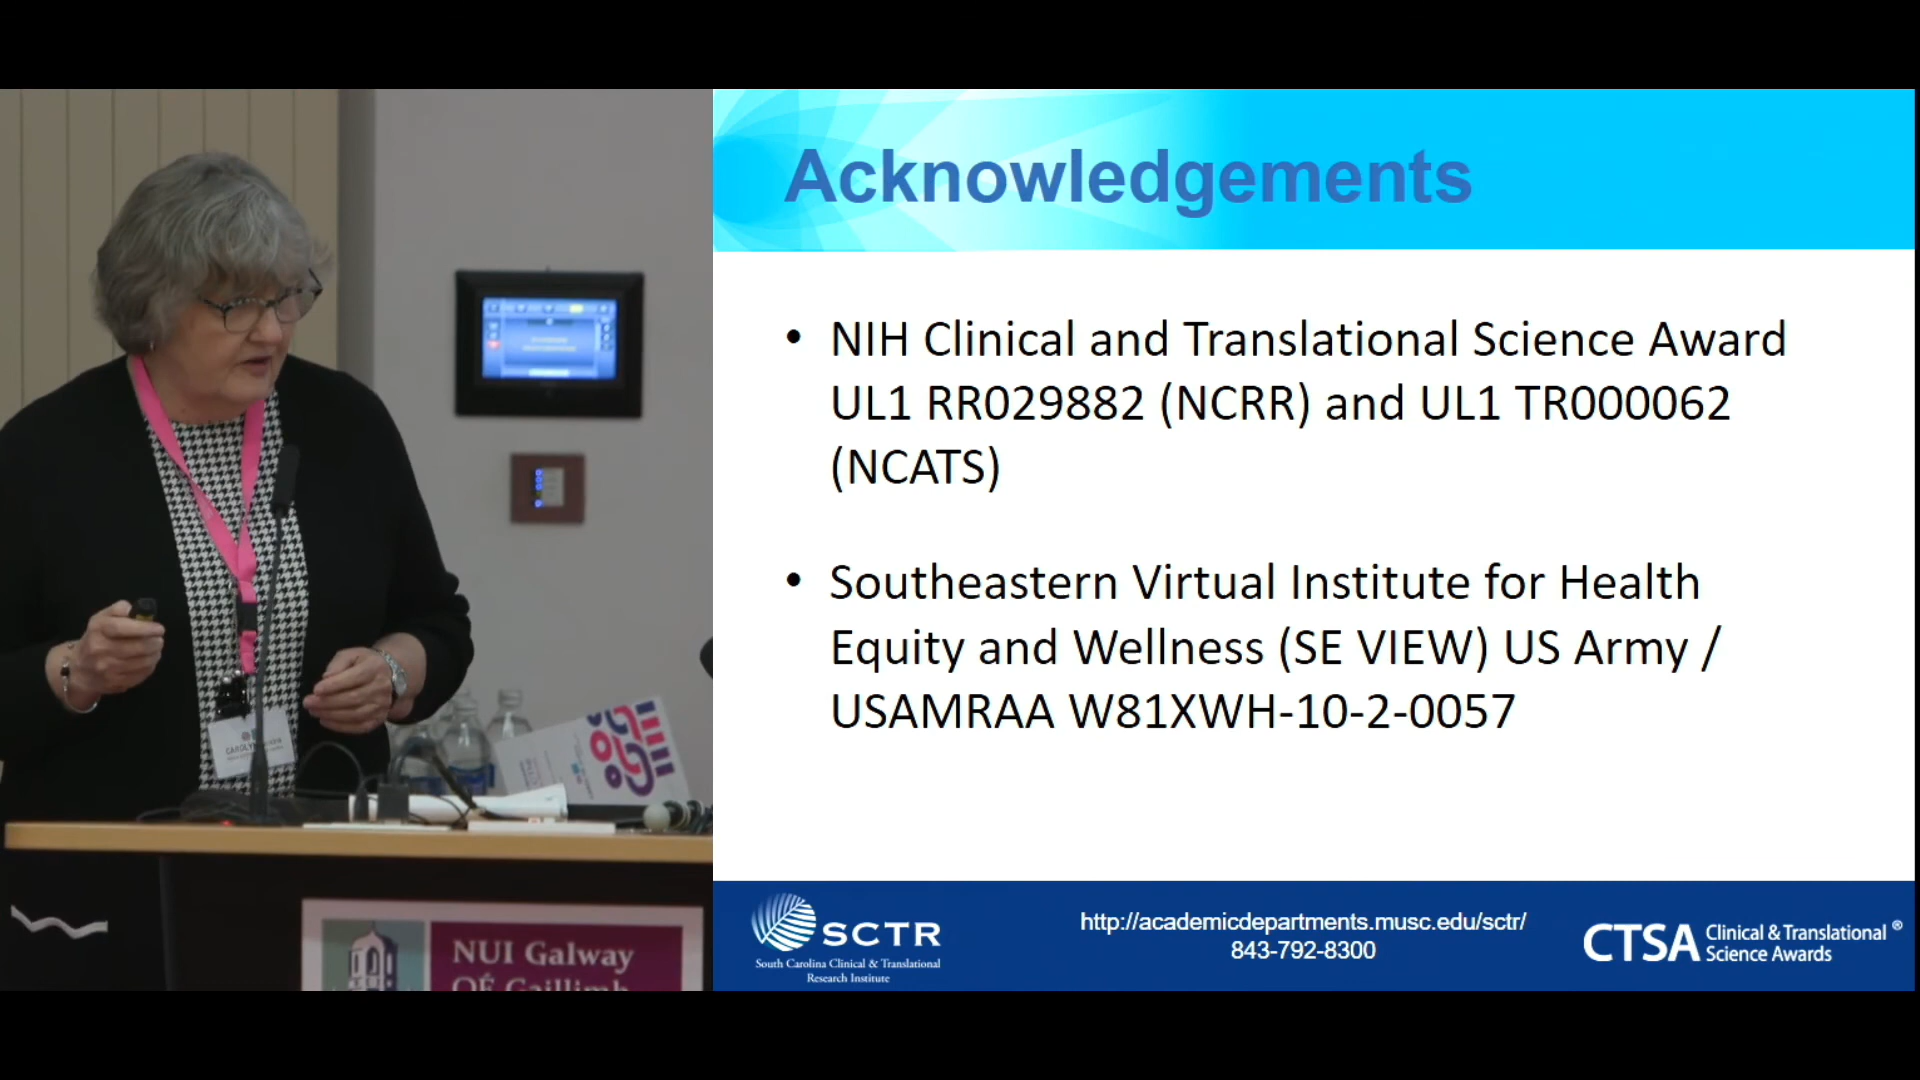 Acknowledgements
• NIH Clinical and Translational Science Award
UL1 RR029882 (NCRR) and UL1 TR000062
(NCATS)
• Southeastern Virtual Institute for Health
Equity and Wellness (SE VIEW) US Army /
USAMRAA W81XWH-10-2-0057
SCTR
South Carolina Clinical & Translational
Research Institute
http://academicdepartments.musc.edu/sctr/
843-792-8300
CTSA Clinical & Translational ®
Science Awards
NUI Galway
OÉ Gaillimh